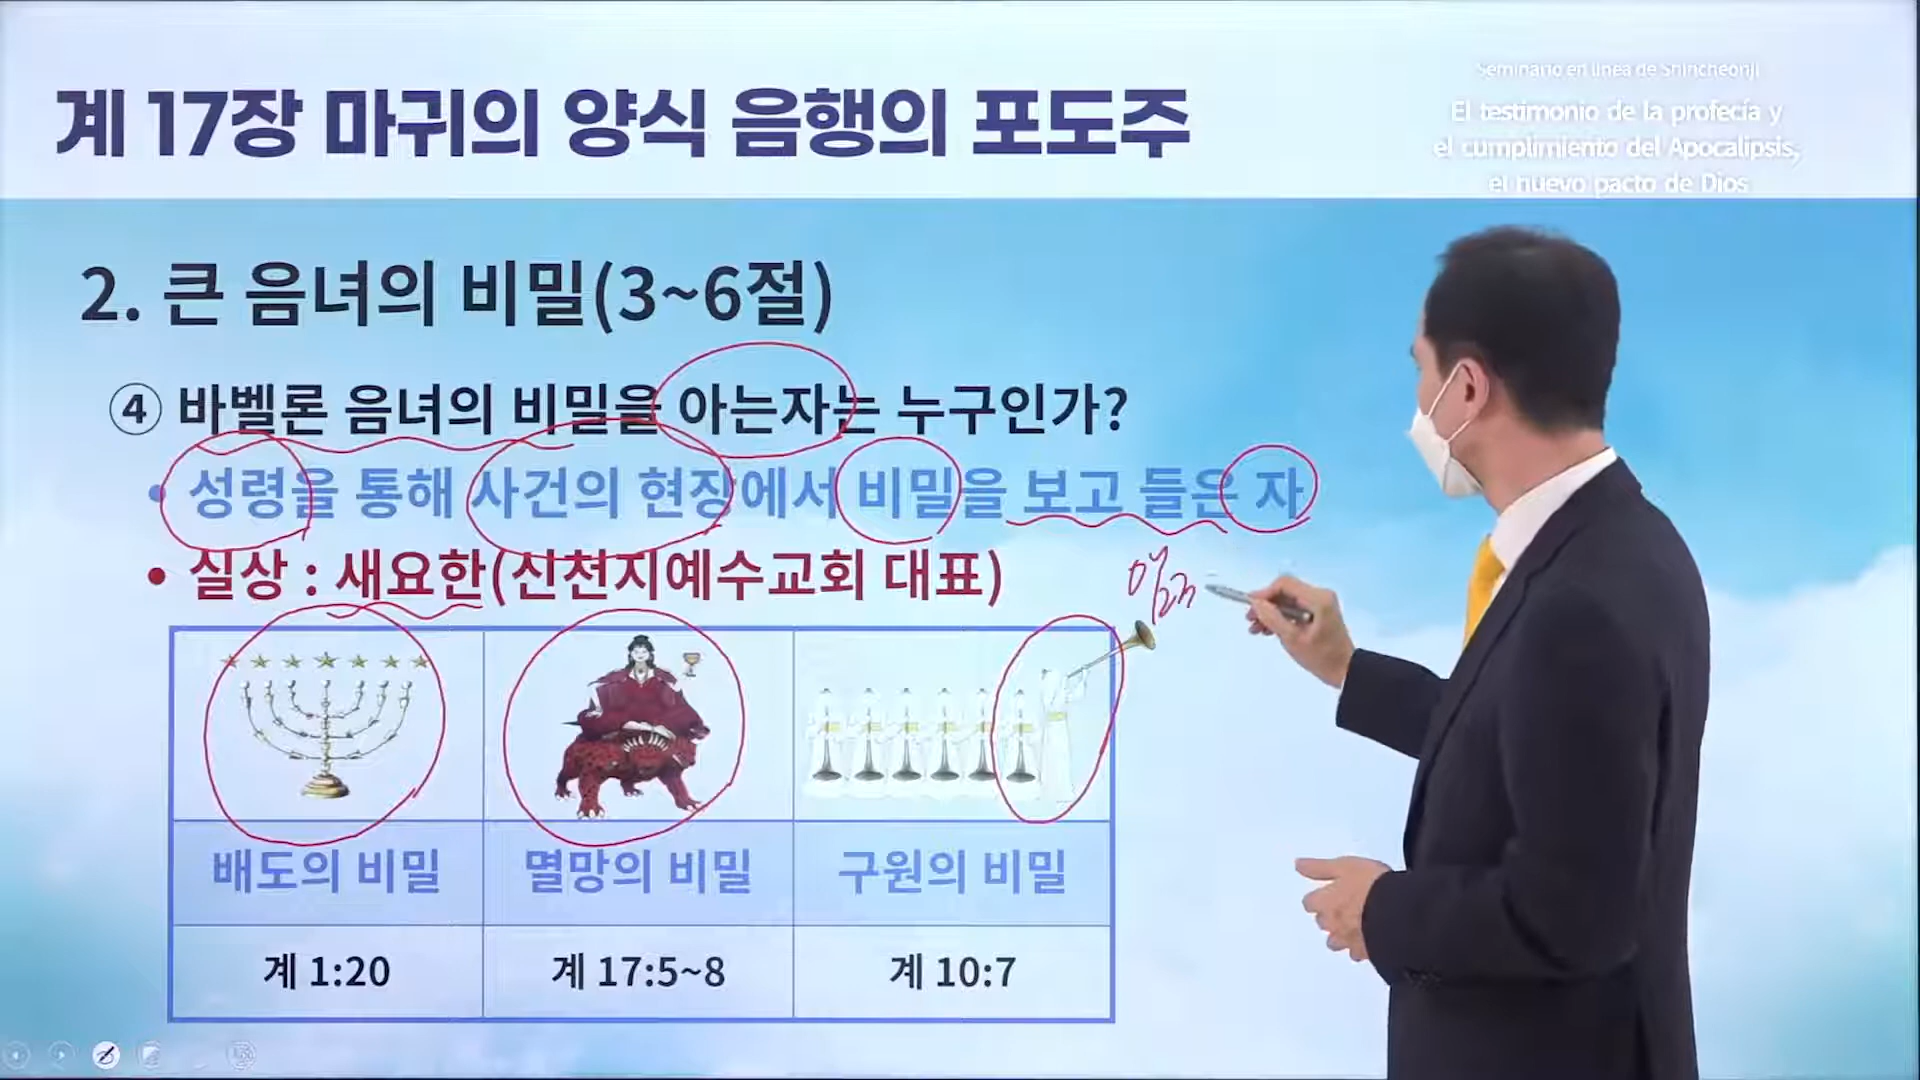 계 17장 마귀의 양식 음행의 포도주
Seminario en línea de Shincheonji
El testimonio de la profecía y
el cumplimiento del Apocalipsis,
el nuevo pacto de Dios
2. 큰 음녀의 비밀(3~6절)
④ 바벨론 음녀의 비밀을 아는자는 누구인가?
• 성령을 통해 사건의 현장에서 비밀을 보고 들은 자
• 실상 : 새요한(신천지예수교회 대표)
배도의 비밀 멸망의 비밀 구원의 비밀
계 1:20 계 17:5~8 계 10:7